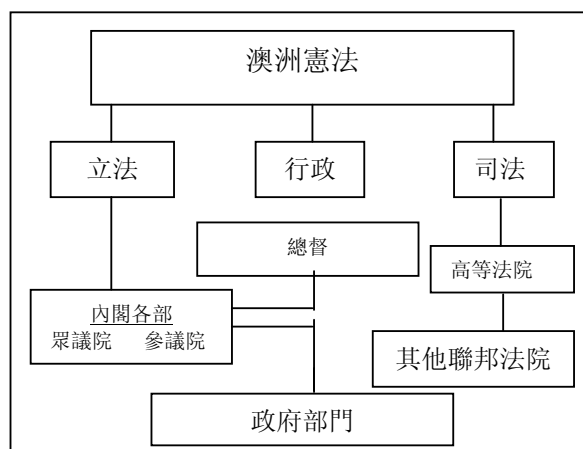 澳洲憲法
立法 行政 司法
總督
高等法院
內閣各部
眾議院 參議院
其他聯邦法院
政府部門